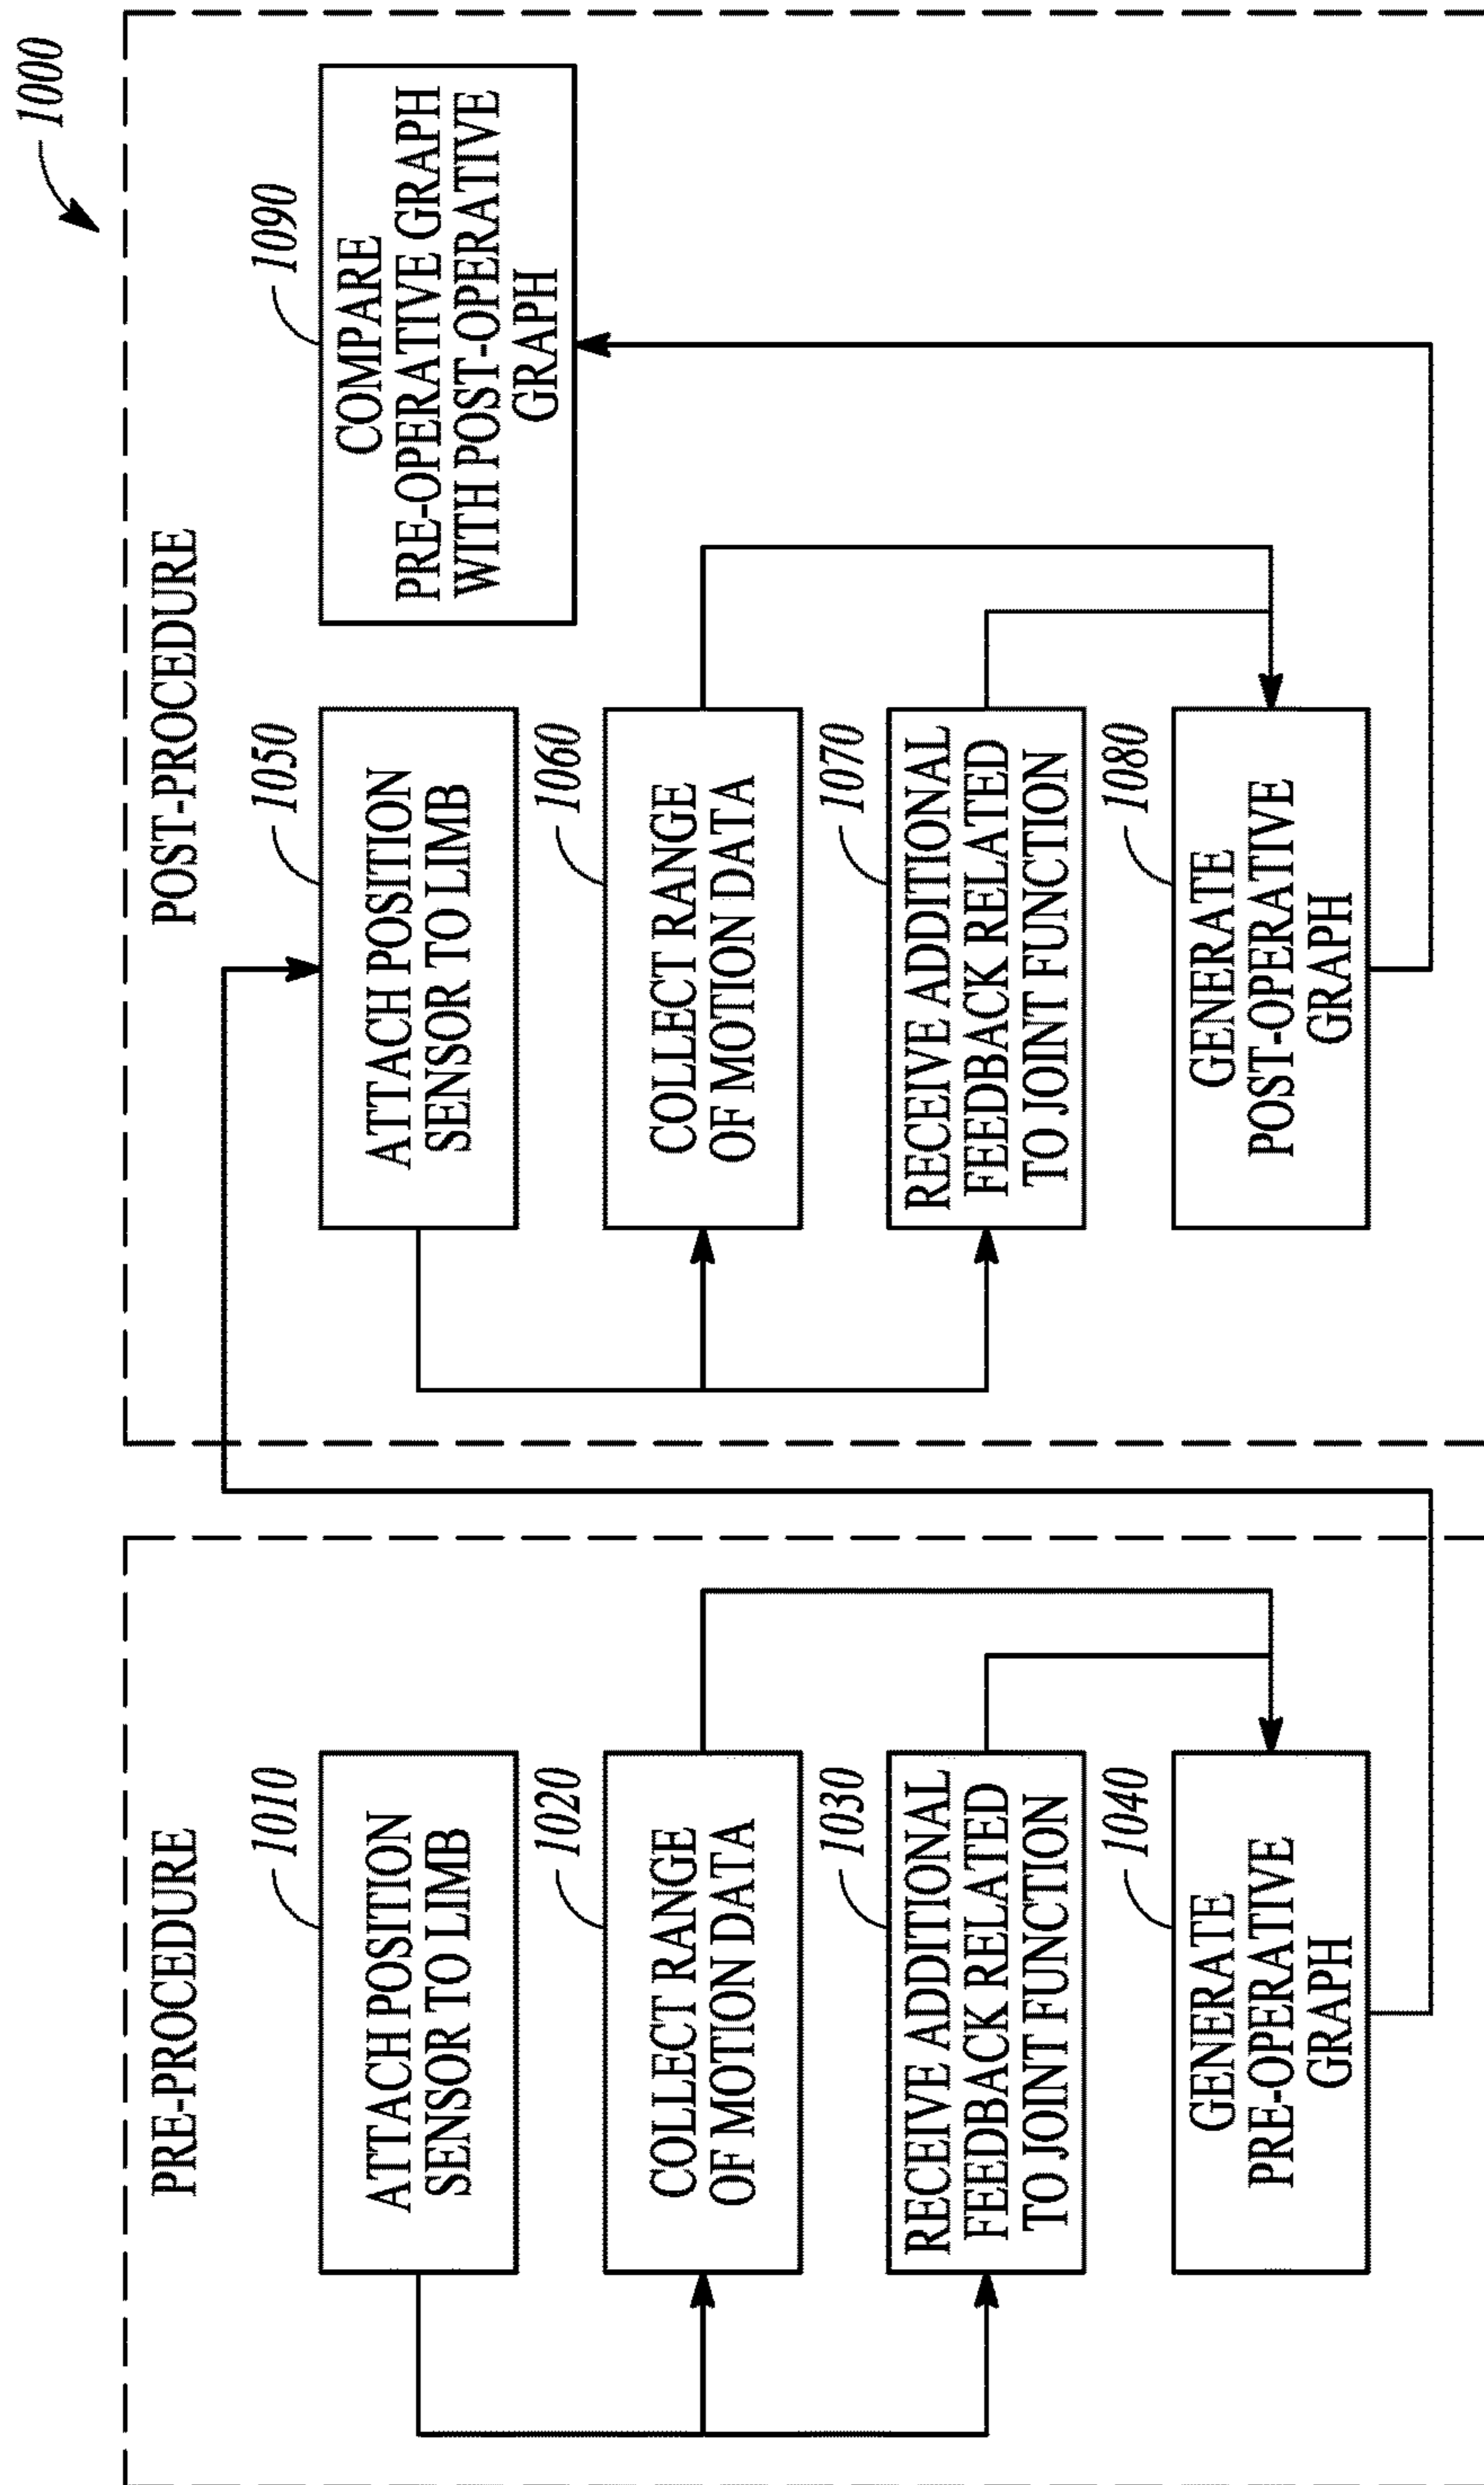 1000
PRE-PROCEDURE
1010
ATTACH POSITION
SENSOR TO LIMB
1020
COLLECT RANGE
OF MOTION DATA
1030
RECEIVE ADDITIONAL
FEEDBACK RELATED
TO JOINT FUNCTION
1040
GENERATE
PRE-OPERATIVE
GRAPH
POST-PROCEDURE
1050
ATTACH POSITION
SENSOR TO LIMB
1060
COLLECT RANGE
OF MOTION DATA
1070
RECEIVE ADDITIONAL
FEEDBACK RELATED
TO JOINT FUNCTION
1080
GENERATE
POST-OPERATIVE
GRAPH
1090
COMPARE
PRE-OPERATIVE GRAPH
WITH POST-OPERATIVE
GRAPH